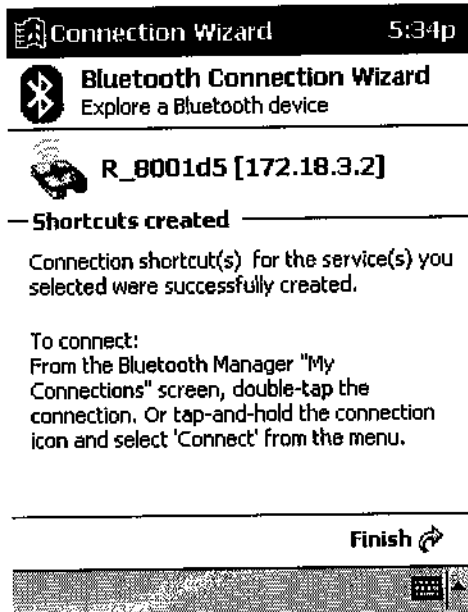 Connection Wizard 5:34p
Bluetooth Connection Wizard
Explore a Bluetooth device
R_8001d5 [172.18.3.2]
Shortcuts created
Connection shortcut(s) for the service(s) you
selected were successfully created.
To connect:
From the Bluetooth Manager "My
Connections" screen, double-tap the
connection. Or tap-and-hold the connection
icon and select 'Connect' from the menu.
Finish